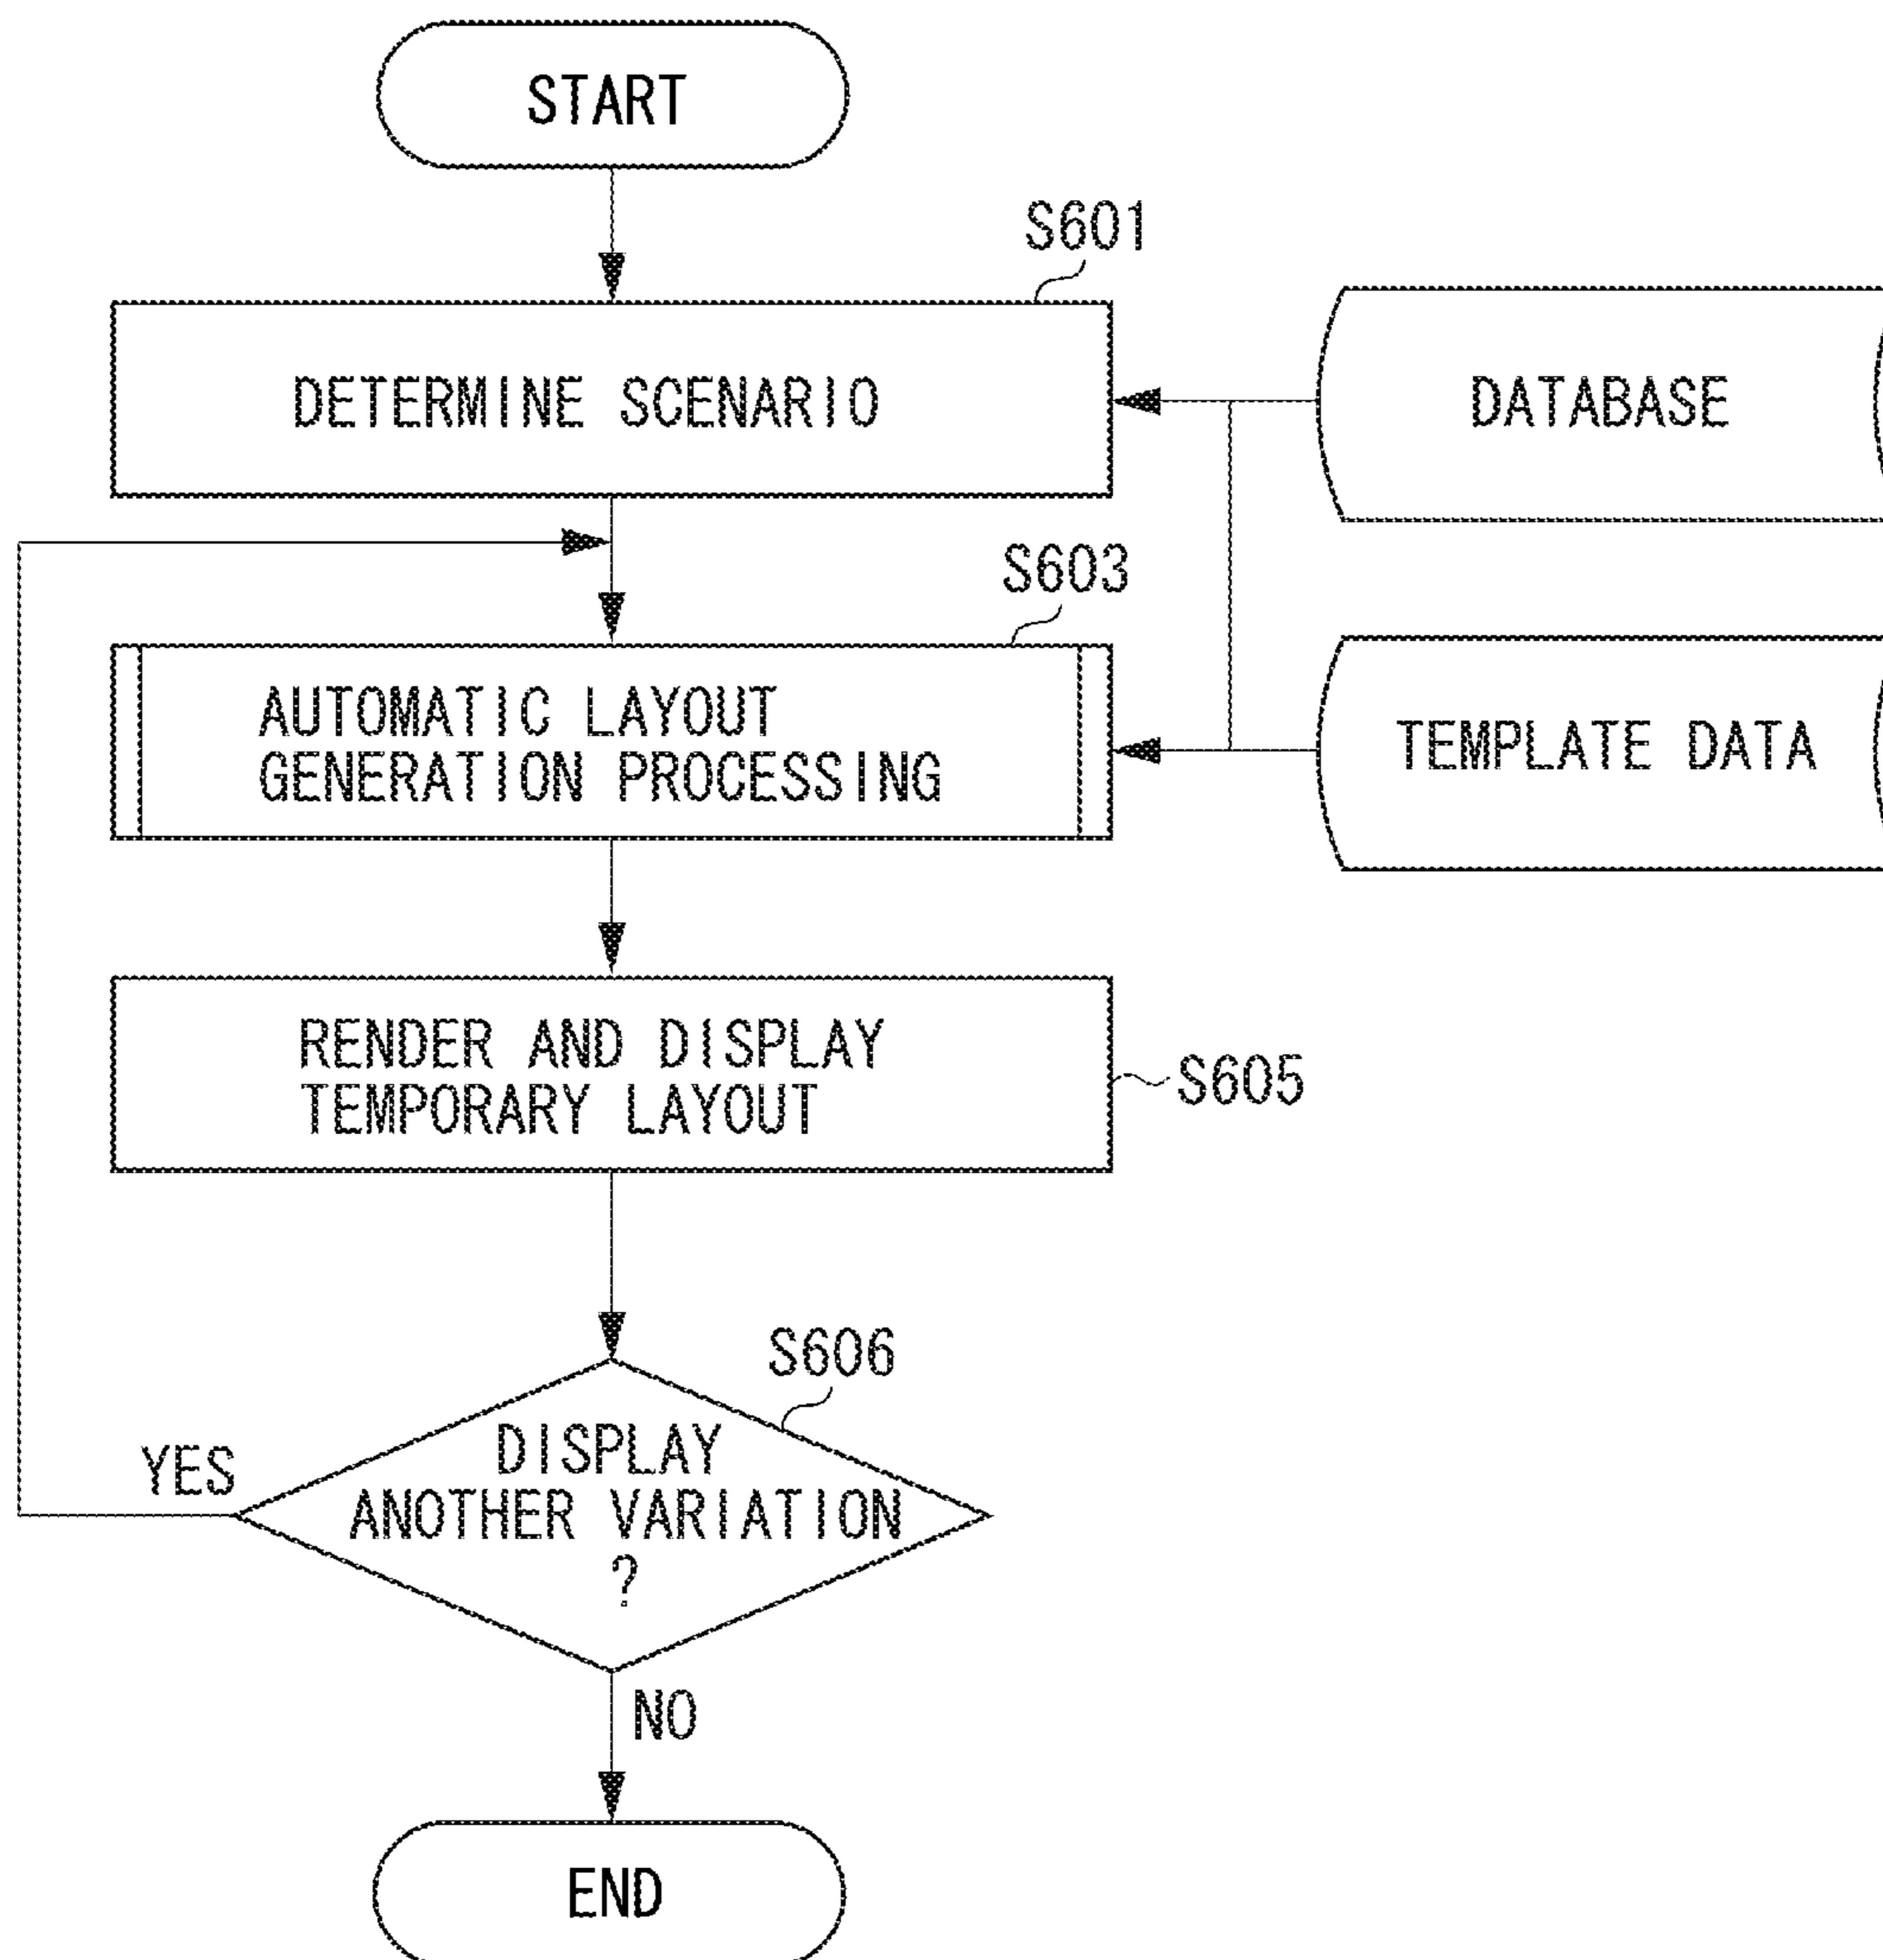 START
S601
DETERMINE SCENARIO
DATABASE
S603
AUTOMATIC LAYOUT
GENERATION PROCESSING
TEMPLATE DATA
RENDER AND DISPLAY
TEMPORARY LAYOUT
S605
S606
DISPLAY
ANOTHER VARIATION
?
YES
NO
END